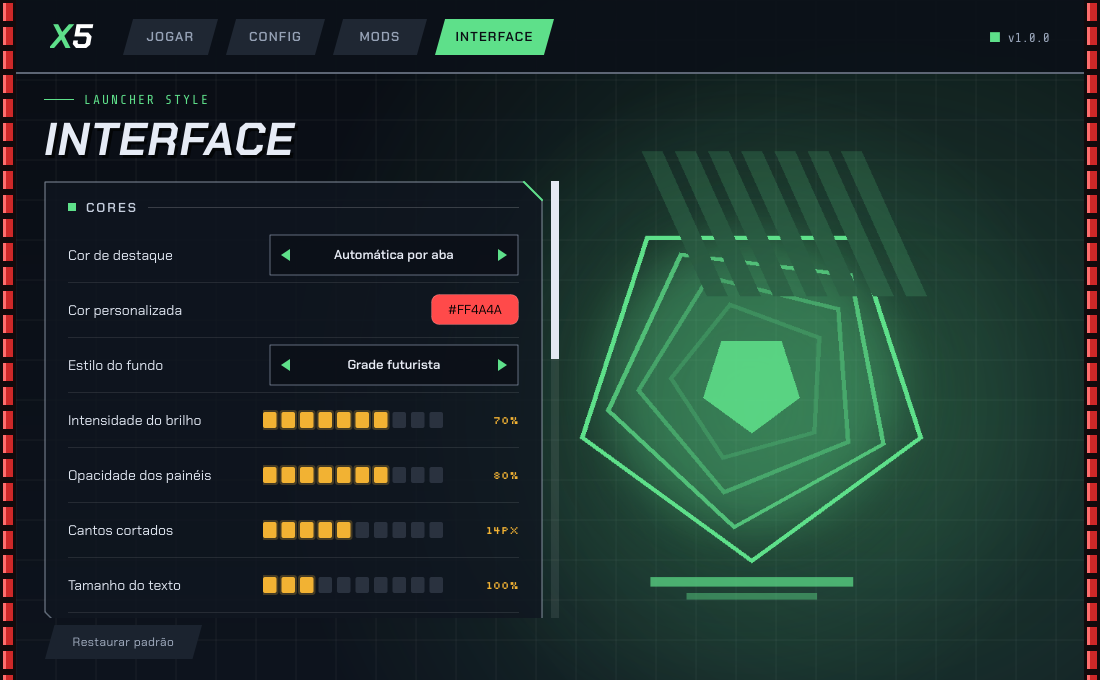 X5 JOGAR CONFIG MODS INTERFACE v1.0.0
LAUNCHER STYLE
INTERFACE
CORES
Cor de destaque Automática por aba
Cor personalizada #FF4A4A
Estilo do fundo Grade futurista
Intensidade do brilho 70%
Opacidade dos painéis 80%
Cantos cortados 14PX
Tamanho do texto 100%
Restaurar padrão